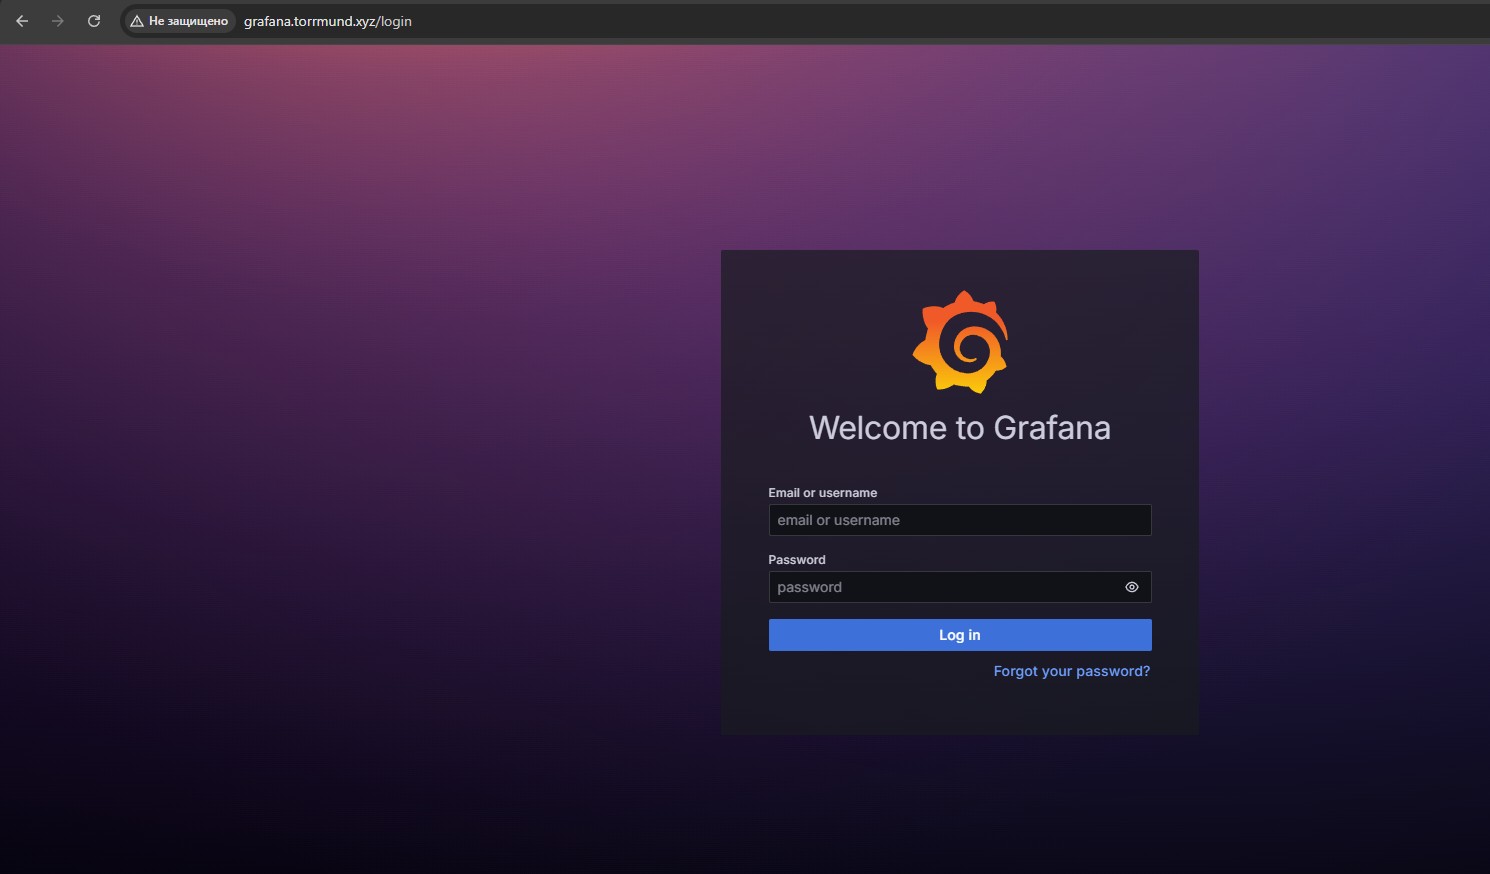 Не защищено grafana.torrmund.xyz/login
Welcome to Grafana
Email or username
email or username
Password
password
Log in
Forgot your password?